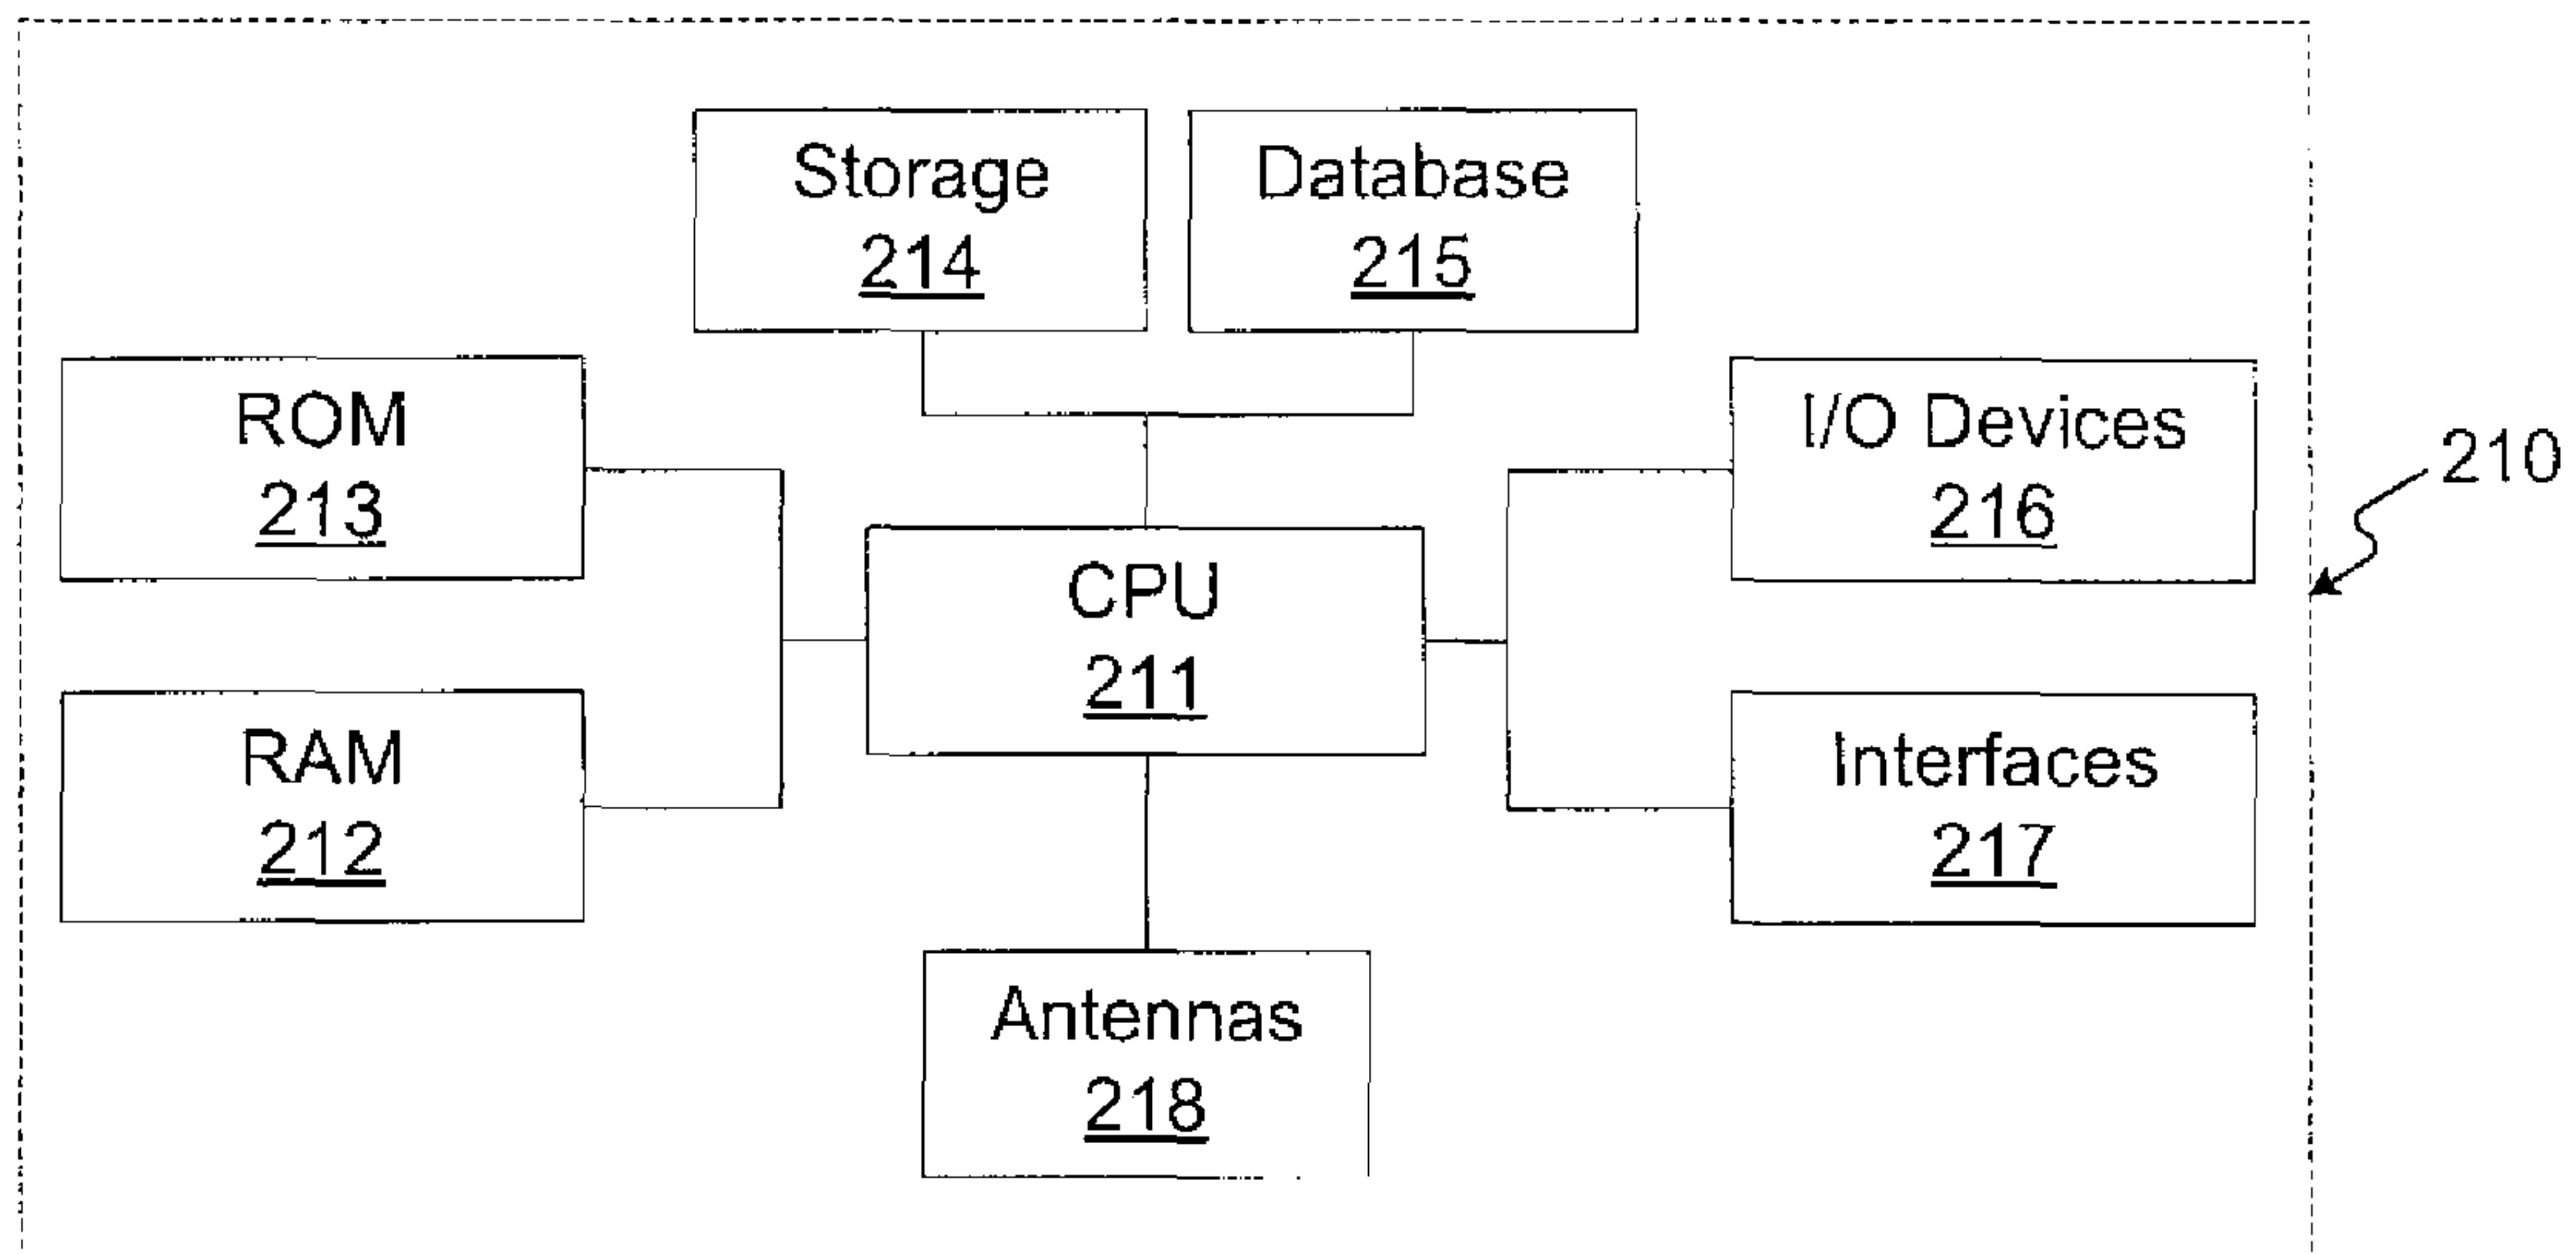 Storage
214
Database
215
ROM
213
I/O Devices
216
210
CPU
211
RAM
212
Interfaces
217
Antennas
218